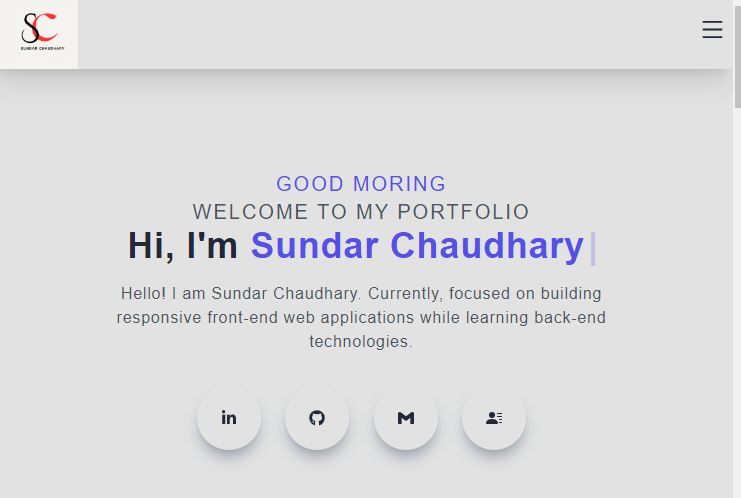 SC
SUNDAR CHAUDHARY
GOOD MORING
WELCOME TO MY PORTFOLIO
Hi, I'm Sundar Chaudhary
Hello! I am Sundar Chaudhary. Currently, focused on building
responsive front-end web applications while learning back-end
technologies.
in